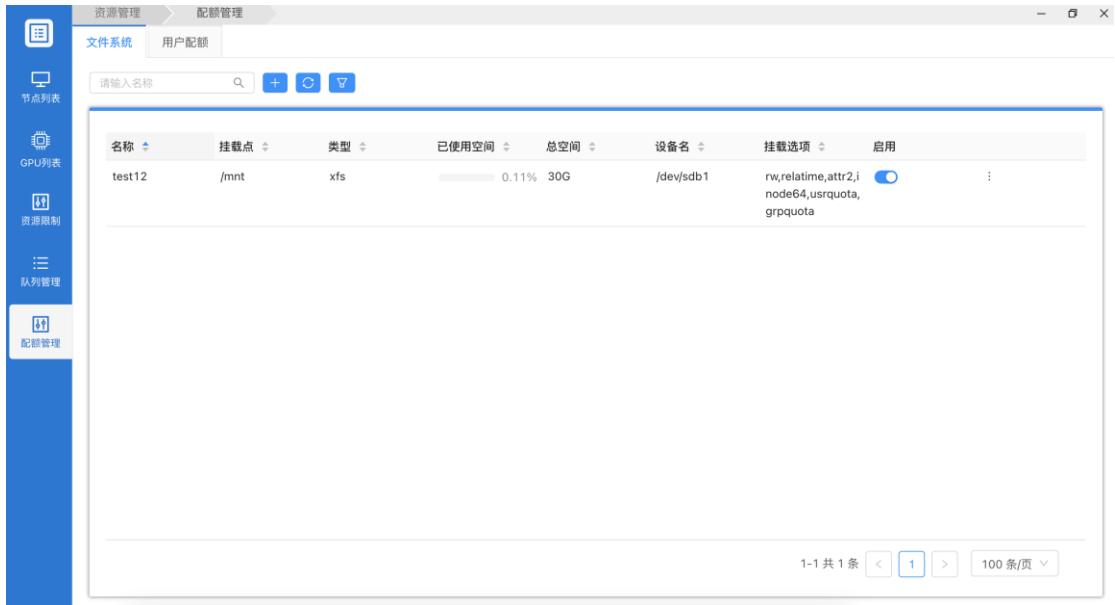 资源管理 配额管理
文件系统 用户配额
请输入名称
节点列表
GPU列表
资源限制
队列管理
配额管理
名称 挂载点 类型 已使用空间 总空间 设备名 挂载选项 启用
test12 /mnt xfs 0.11% 30G /dev/sdb1 rw,relatime,attr2,i
node64,usrquota,
grpquota
1-1 共 1 条 < 1 > 100 条/页